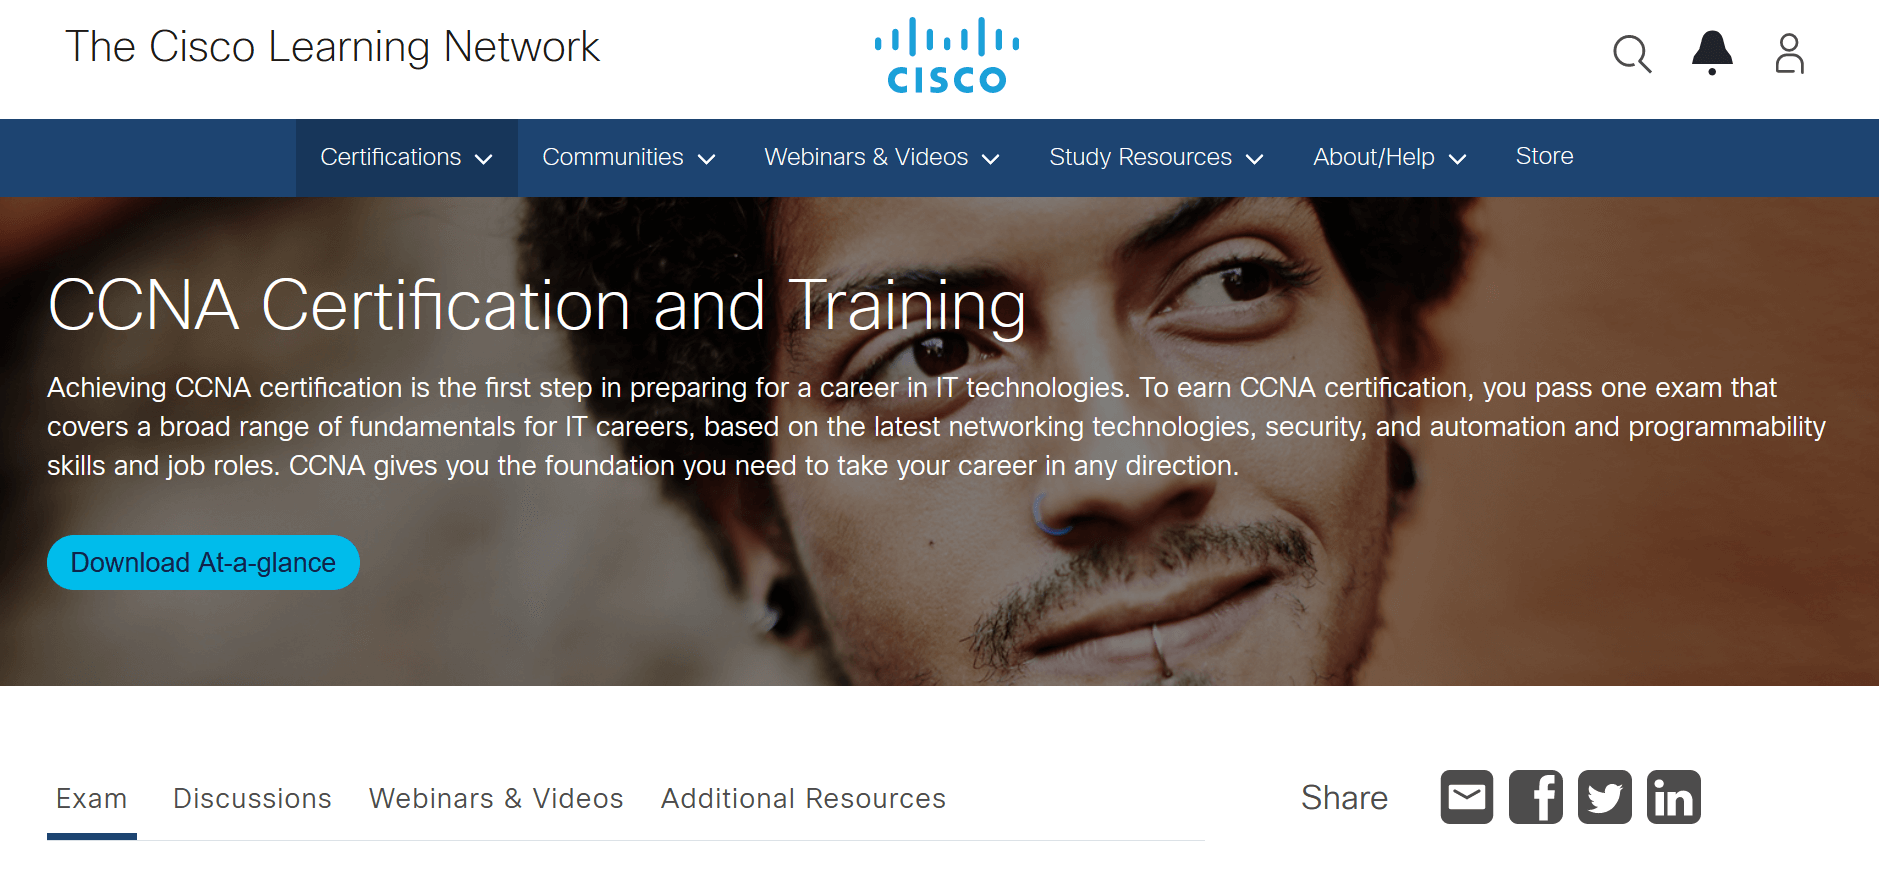 The Cisco Learning Network
CISCO
Certifications
Communities
Webinars & Videos
Study Resources
About/Help
Store
CCNA Certification and Training
Achieving CCNA certification is the first step in preparing for a career in IT technologies. To earn CCNA certification, you pass one exam that
covers a broad range of fundamentals for IT careers, based on the latest networking technologies, security, and automation and programmability
skills and job roles. CCNA gives you the foundation you need to take your career in any direction.
Download At-a-glance
Exam
Discussions
Webinars & Videos
Additional Resources
Share
f
in